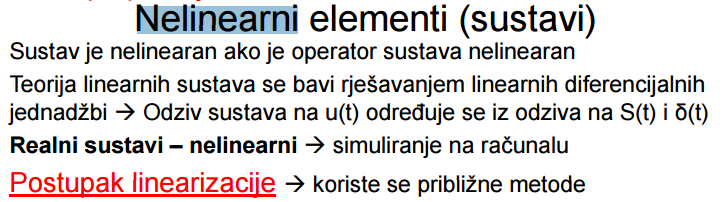 Nelinearni elementi (sustavi)
Sustav je nelinearan ako je operator sustava nelinearan
Teorija linearnih sustava se bavi rješavanjem linearnih diferencijalnih
jednadžbi → Odziv sustava na u(t) određuje se iz odziva na S(t) i δ(t)
Realni sustavi – nelinearni → simuliranje na računalu
Postupak linearizacije → koriste se približne metode